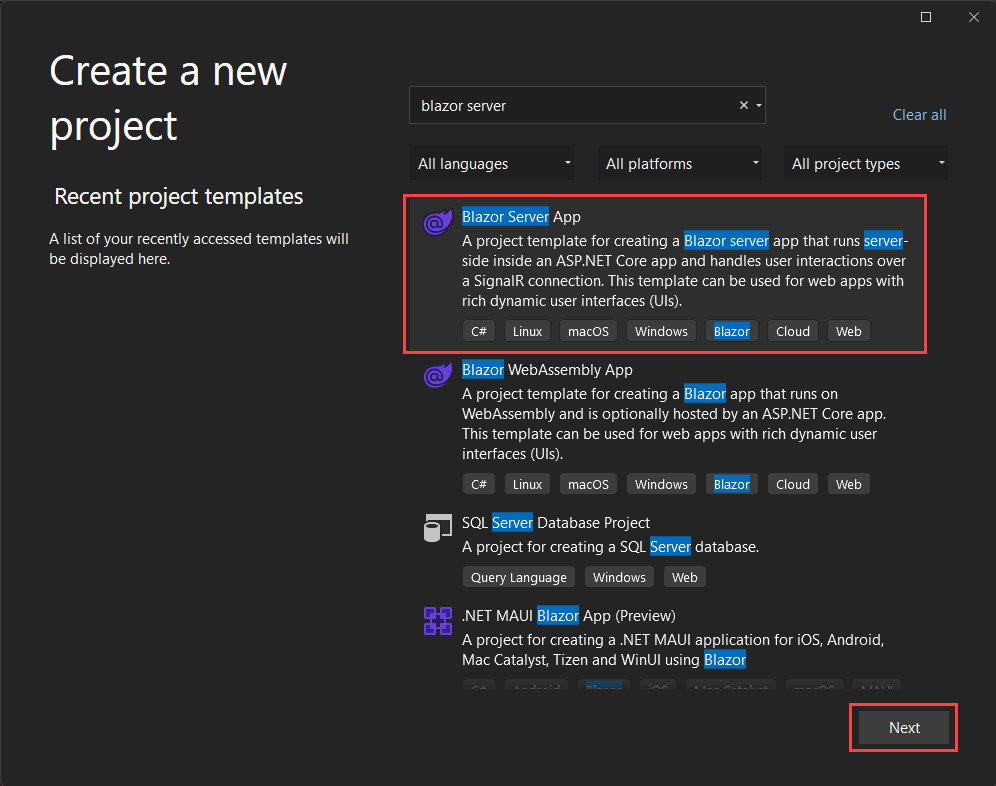 Create a new
project
Recent project templates
A list of your recently accessed templates will
be displayed here.
blazor server
Clear all
All languages
All platforms
All project types
Blazor Server App
A project template for creating a Blazor server app that runs server-
side inside an ASP.NET Core app and handles user interactions over
a SignalR connection. This template can be used for web apps with
rich dynamic user interfaces (UIs).
C# Linux macOS Windows Blazor Cloud Web
Blazor WebAssembly App
A project template for creating a Blazor app that runs on
WebAssembly and is optionally hosted by an ASP.NET Core app.
This template can be used for web apps with rich dynamic user
interfaces (UIs).
C# Linux macOS Windows Blazor Cloud Web
SQL Server Database Project
A project for creating a SQL Server database.
Query Language Windows Web
.NET MAUI Blazor App (Preview)
A project for creating a .NET MAUI application for iOS, Android,
Mac Catalyst, Tizen and WinUI using Blazor
C# Android Blazor iOS Mac Catalyst macOS MAUI
Next